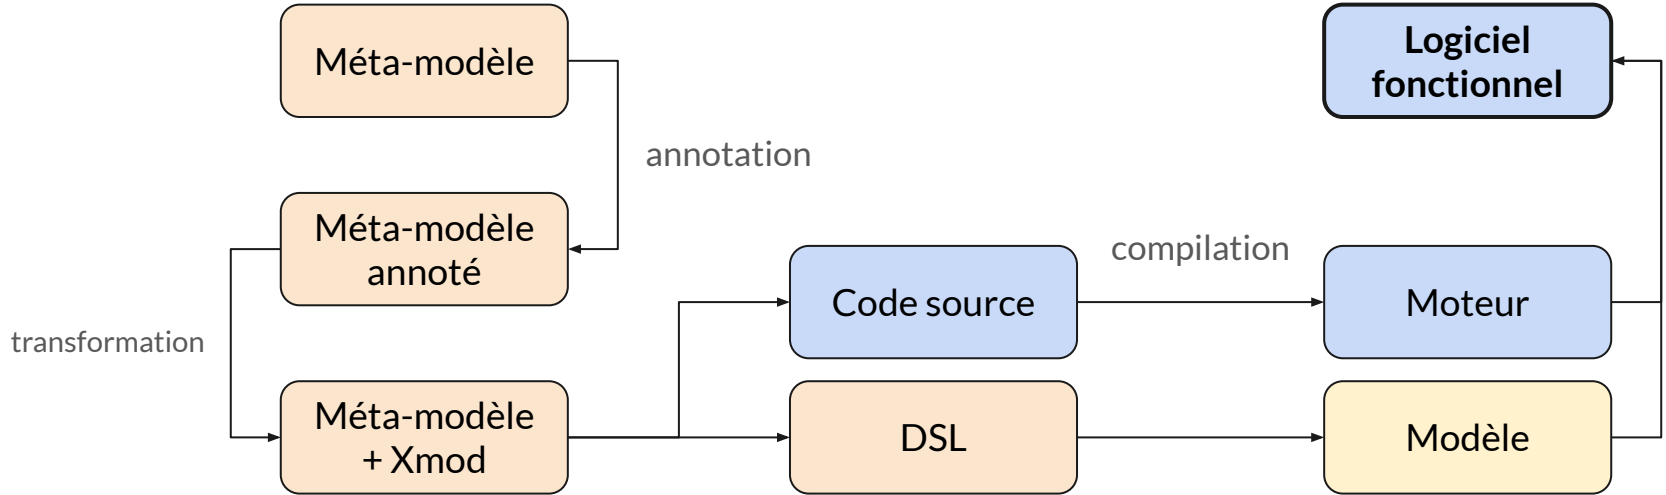 Méta-modèle
Logiciel
fonctionnel
annotation
Méta-modèle
annoté
compilation
Code source
Moteur
transformation
Méta-modèle
+ Xmod
DSL
Modèle